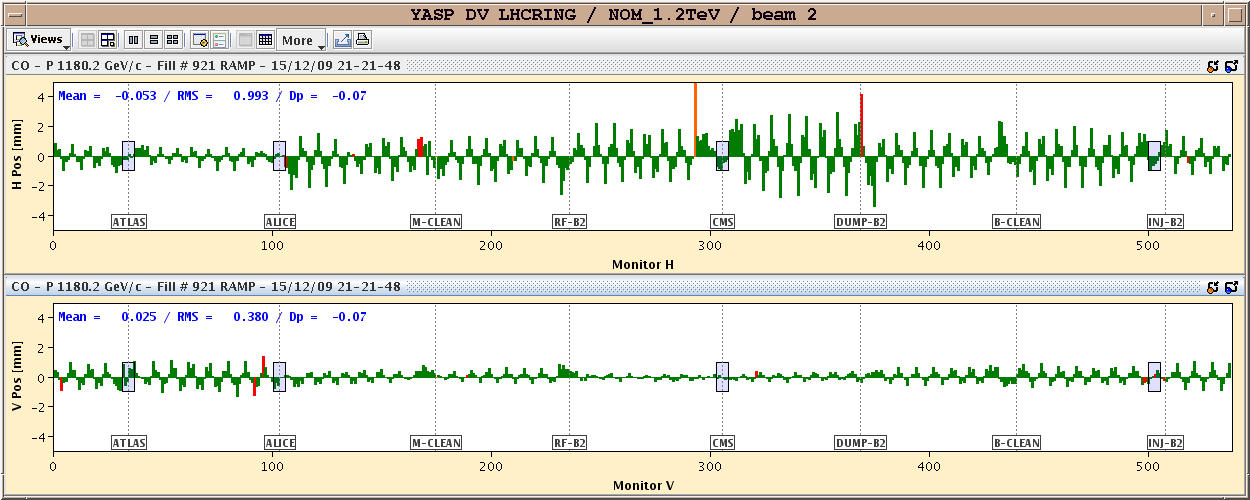 YASP DV LHCRING / NOM_1.2TeV / beam 2
Views More
CO - P 1180.2 GeV/c - Fill # 921 RAMP - 15/12/09 21-21-48
Mean = -0.053 / RMS = 0.993 / Dp = -0.07
H Pos [mm]
4
2
0
-2
-4
ATLAS ALICE M-CLEAN RF-B2 CMS DUMP-B2 B-CLEAN INJ-B2
0 100 200 300 400 500
Monitor H
CO - P 1180.2 GeV/c - Fill # 921 RAMP - 15/12/09 21-21-48
Mean = 0.025 / RMS = 0.380 / Dp = -0.07
V Pos [mm]
4
2
0
-2
-4
ATLAS ALICE M-CLEAN RF-B2 CMS DUMP-B2 B-CLEAN INJ-B2
0 100 200 300 400 500
Monitor V